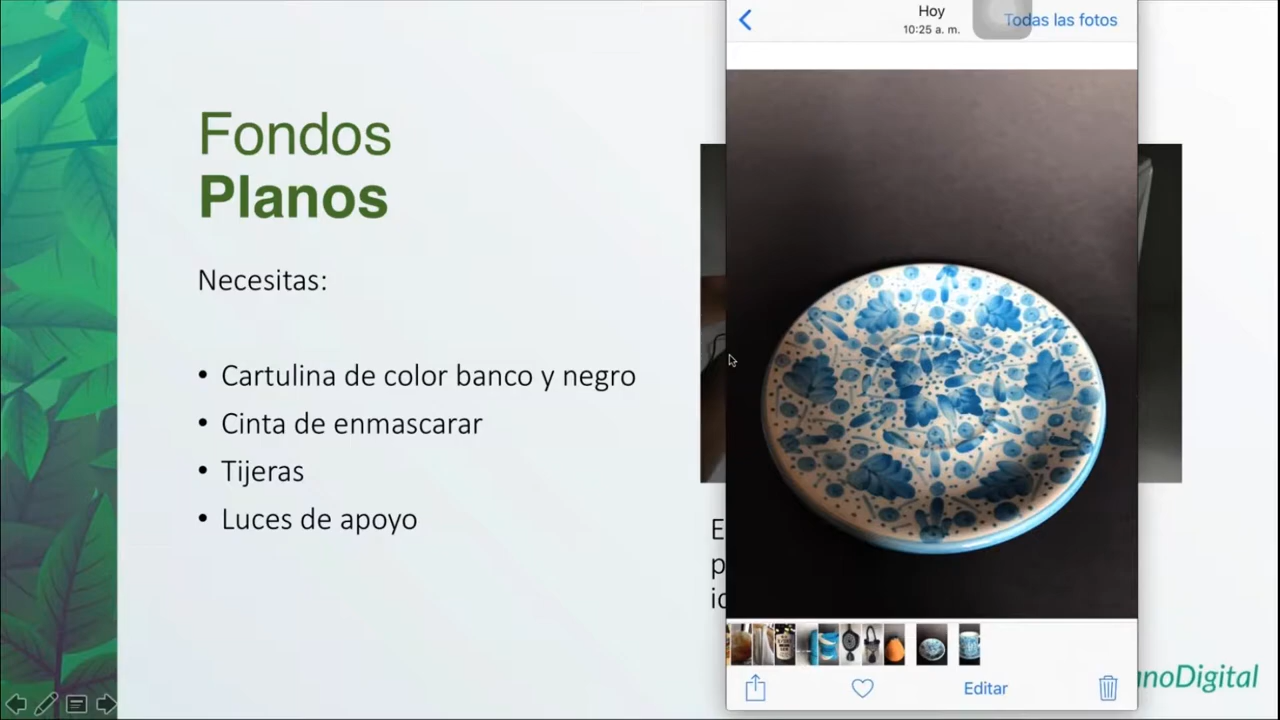 Fondos
Planos
Necesitas:
• Cartulina de color banco y negro
• Cinta de enmascarar
• Tijeras
• Luces de apoyo
Hoy
10:25 a. m.
Todas las fotos
Editar
noDigital